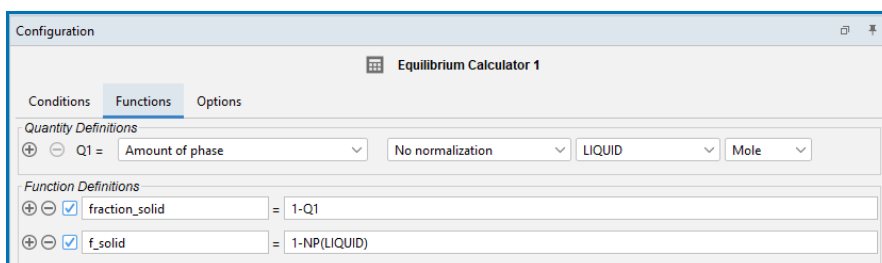 Configuration
Equilibrium Calculator 1
Conditions Functions Options
Quantity Definitions
Q1 = Amount of phase No normalization LIQUID Mole
Function Definitions
fraction_solid = 1-Q1
f_solid = 1-NP(LIQUID)